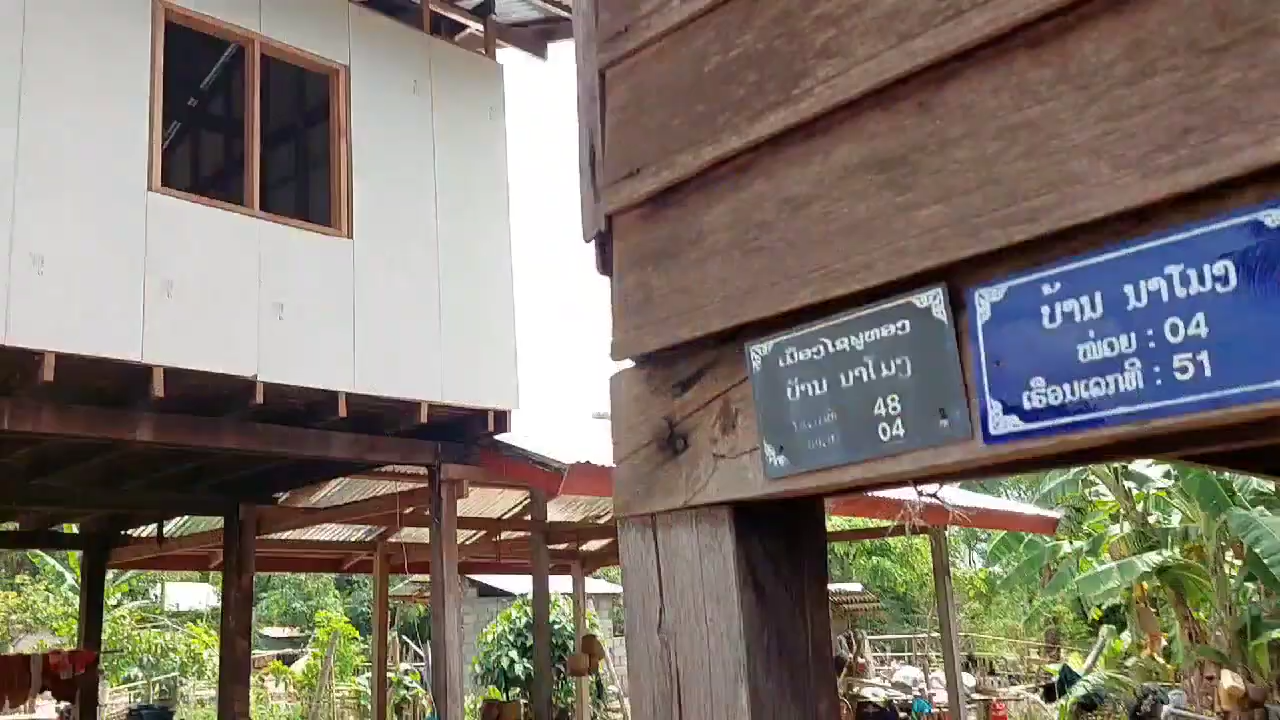 ເມືອງໄຊພູທອງ
ບ້ານ ນາໂມງ
48
04
ບ້ານ ນາໂມງ
ໜ່ວຍ : 04
ເຮືອນເລກທີ : 51